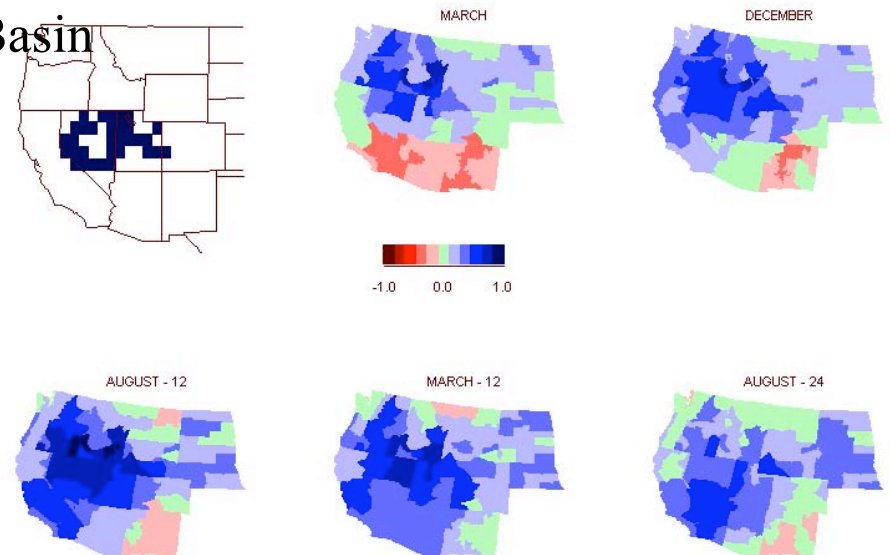 Basin
MARCH
DECEMBER
-1.0 0.0 1.0
AUGUST - 12
MARCH - 12
AUGUST - 24